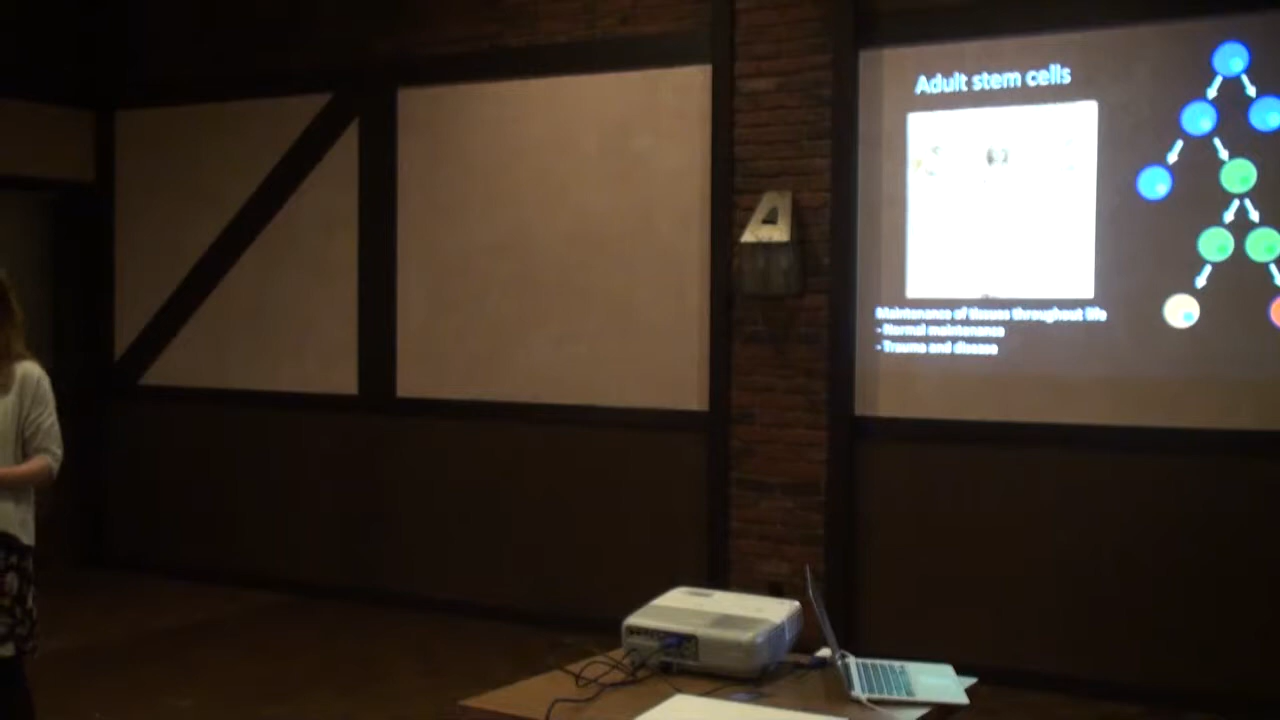 Adult stem cells
Maintenance of tissues throughout life
- Normal maintenance
- Trauma and disease